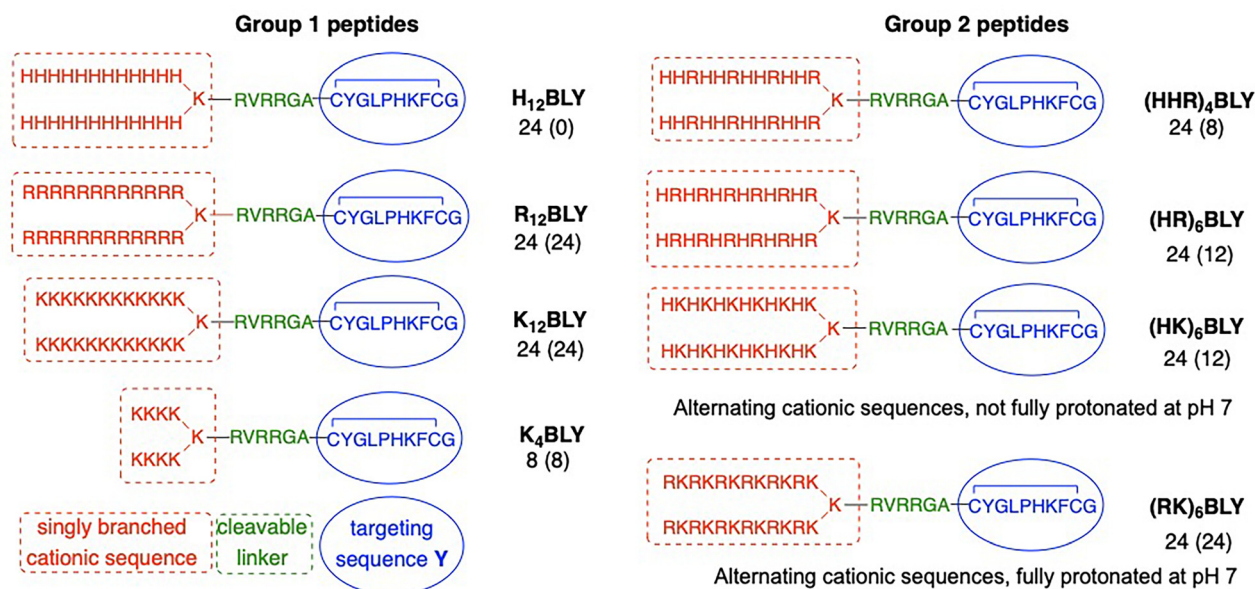 Group 1 peptides
HHHHHHHHHHHH
K RVRRGA CYGLPHKFCG
HHHHHHHHHHHH
H12BLY
24 (0)
RRRRRRRRRRRR
K RVRRGA CYGLPHKFCG
RRRRRRRRRRRR
R12BLY
24 (24)
KKKKKKKKKKKK
K RVRRGA CYGLPHKFCG
KKKKKKKKKKKK
K12BLY
24 (24)
KKKK
K RVRRGA CYGLPHKFCG
KKKK
K4BLY
8 (8)
singly branched
cationic sequence
cleavable
linker
targeting
sequence Y
Group 2 peptides
HHRHHRHHRHHR
K RVRRGA CYGLPHKFCG
HHRHHRHHRHHR
(HHR)4BLY
24 (8)
HRHRHRHRHRHR
K RVRRGA CYGLPHKFCG
HRHRHRHRHRHR
(HR)6BLY
24 (12)
HKHKHKHKHKHK
K RVRRGA CYGLPHKFCG
HKHKHKHKHKHK
(HK)6BLY
24 (12)
Alternating cationic sequences, not fully protonated at pH 7
RKRKRKRKRKRK
K RVRRGA CYGLPHKFCG
RKRKRKRKRKRK
(RK)6BLY
24 (24)
Alternating cationic sequences, fully protonated at pH 7